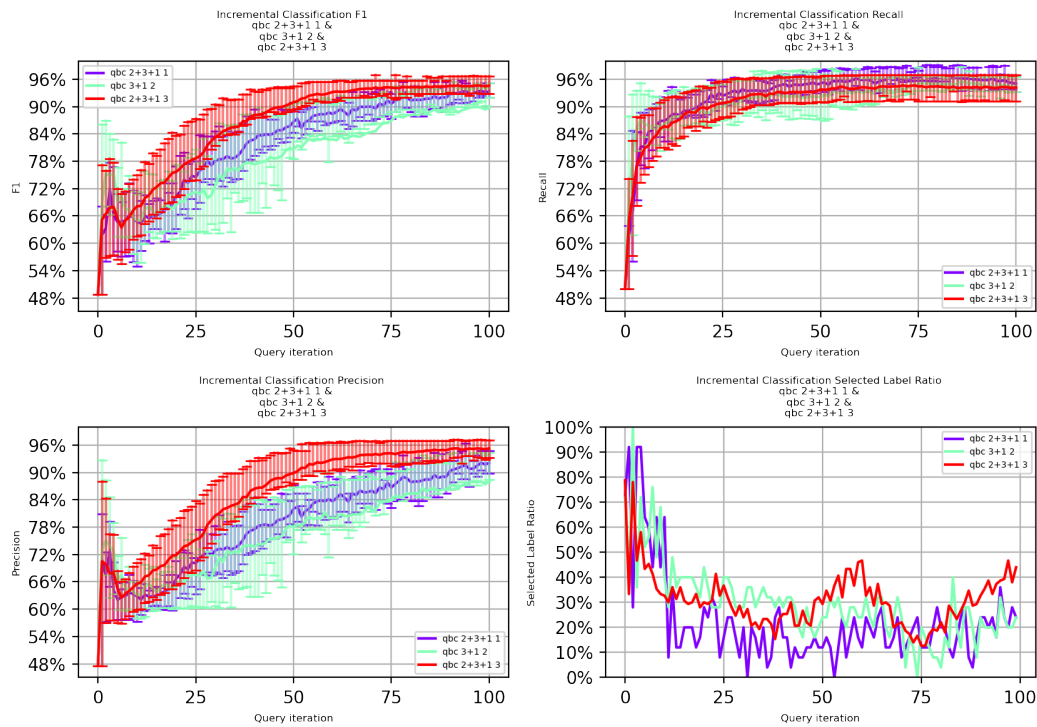 Incremental Classification F1
qbc 2+3+1 1 &
qbc 3+1 2 &
qbc 2+3+1 3
96%
90%
84%
78%
72%
66%
60%
54%
48%
F1
qbc 2+3+1 1
qbc 3+1 2
qbc 2+3+1 3
0
25
50
75
100
Query iteration
Incremental Classification Recall
qbc 2+3+1 1 &
qbc 3+1 2 &
qbc 2+3+1 3
96%
90%
84%
78%
72%
66%
60%
54%
48%
Recall
qbc 2+3+1 1
qbc 3+1 2
qbc 2+3+1 3
0
25
50
75
100
Query iteration
Incremental Classification Precision
qbc 2+3+1 1 &
qbc 3+1 2 &
qbc 2+3+1 3
96%
90%
84%
78%
72%
66%
60%
54%
48%
Precision
qbc 2+3+1 1
qbc 3+1 2
qbc 2+3+1 3
0
25
50
75
100
Query iteration
Incremental Classification Selected Label Ratio
qbc 2+3+1 1 &
qbc 3+1 2 &
qbc 2+3+1 3
100%
90%
80%
70%
60%
50%
40%
30%
20%
10%
0%
Selected Label Ratio
qbc 2+3+1 1
qbc 3+1 2
qbc 2+3+1 3
0
25
50
75
100
Query iteration